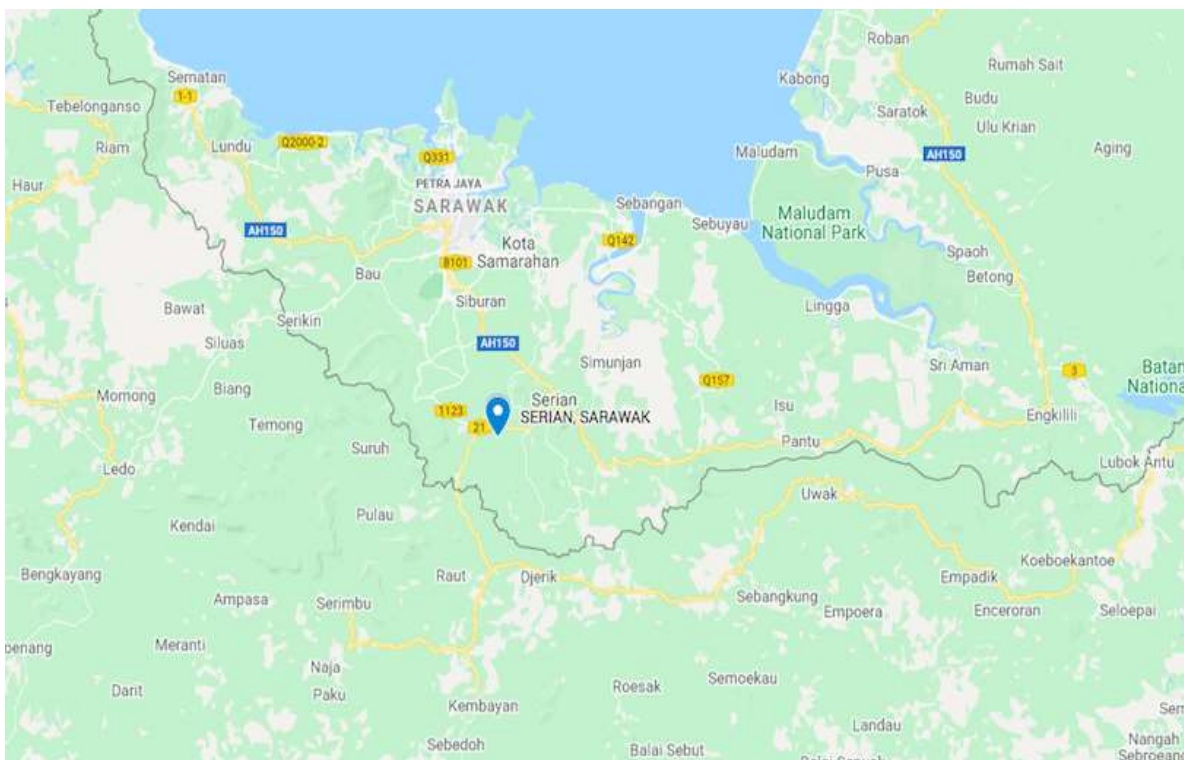 Roban
Sematan
Rumah Sait
1-1
Kabong
Tebelonganso
Budu
Saratok
Ulu Krian
Q2000-2
Riam
Lundu
Aging
Q331
Maludam
AH150
Pusa
Haur
PETRA JAYA
SARAWAK
Sebangan
Maludam
National Park
Sebuyau
AH150
Q142
Kota
Samarahan
Spaoh
8101
Bau
Betong
Siburan
Lingga
Bawat
Serikin
Siluas
AH150
Simunjan
Sri Aman
Batan
Nationa
3
Q157
Biang
Momong
Serian
Isu
1123
Engkilili
SERIAN, SARAWAK
Temong
21
Pantu
Suruh
Lubok Antu
Ledo
Uwak
Pulau
Kendai
Koeboekantoe
Bengkayang
Raut
Djerik
Empadik
Sebangkung
Ampasa
Serimbu
Empoera
Enceroran
Seloepai
penang
Meranti
Naja
Semoekau
Roesak
Darit
Paku
Kembayan
Landau
Sem
Sebedoh
Balai Sebut
Nangah
Sebroeang